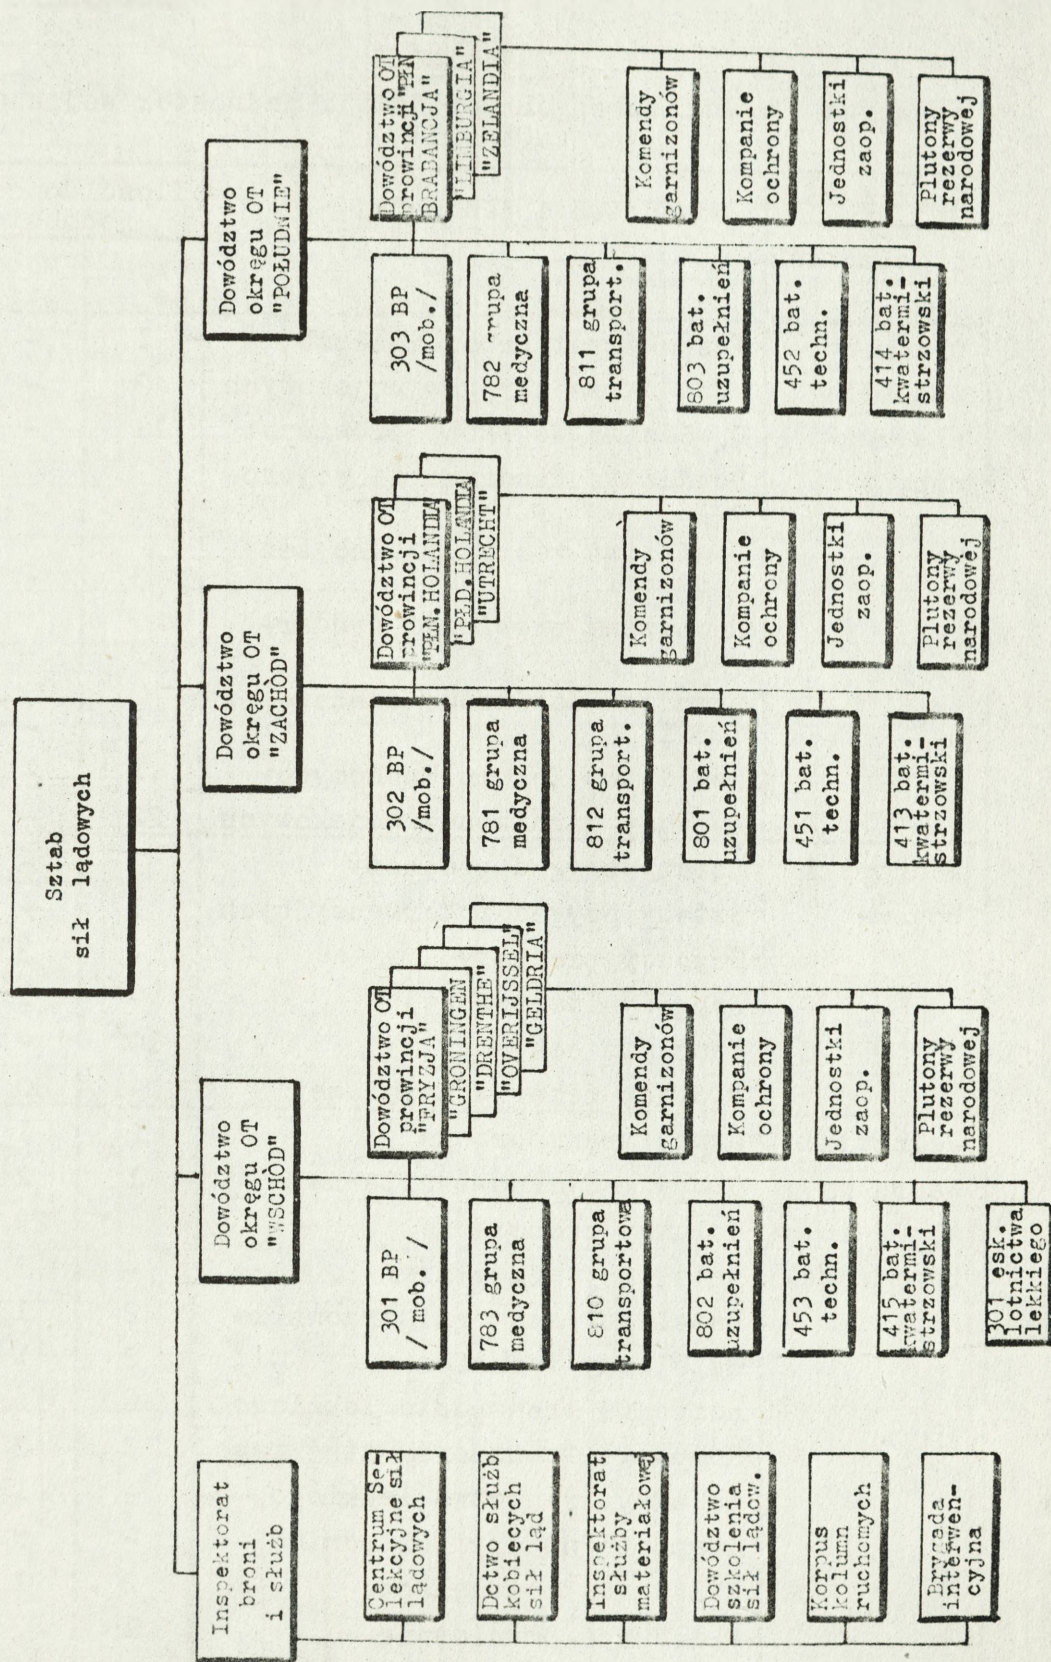 Sztab
sił lądowych
Inspektorat
broni
i służb
Centrum Se-
lekcyjne sił
lądowych
Dctwo służb
kobiecych
sił ląd
Inspektorat
służby
materiałowej
Dowództwo
szkolenia
sił lądow.
Korpus
kolumn
ruchomych
Brygada
interwen-
cyjna
Dowództwo
okręgu OT
"WSCHÓD"
Dowództwo OT
prowincji
"FRYZJA"
"GRONINGEN
"DRENTHE"
"OVERIJSSEL"
"GELDRIA"
Komendy
garnizonów
Kompanie
ochrony
Jednostki
zaop.
Plutony
rezerwy
narodowej
301 BP
/ mob. /
783 grupa
medyczna
810 grupa
transportowa
802 bat.
uzupełnień
453 bat.
techn.
415 bat.
kwatermi-
strzowski
301 esk.
lotnictwa
lekkiego
Dowództwo
okręgu OT
"ZACHÓD"
Dowództwo OT
prowincji
"PŁN.HOLANDIA
"PŁD.HOLANDIA
"UTRECHT"
Komendy
garnizonów
Kompanie
ochrony
Jednostki
zaop.
Plutony
rezerwy
narodowej
302 BP
/mob./
781 grupa
medyczna
812 grupa
transport.
801 bat.
uzupełnień
451 bat.
techn.
413 bat.
kwatermi-
strzowski
Dowództwo
okręgu OT
"POŁUDNIE"
Dowództwo OT
prowincji "PŁN
BRABANCJA"
"LIMBURGIA"
"ZELANDIA"
Komendy
garnizonów
Kompanie
ochrony
Jednostki
zaop.
Plutony
rezerwy
narodowej
303 BP
/mob./
782 grupa
medyczna
811 grupa
transport.
803 bat.
uzupełnień
452 bat.
techn.
414 bat.
kwatermi-
strzowski